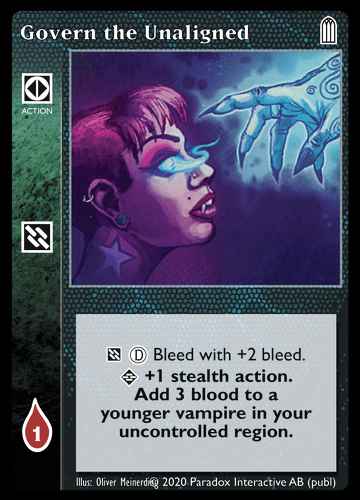 Govern the Unaligned
ACTION
D Bleed with +2 bleed.
+1 stealth action.
Add 3 blood to a
younger vampire in your
uncontrolled region.
1
Illus: Oliver Meinerding © 2020 Paradox Interactive AB (publ)